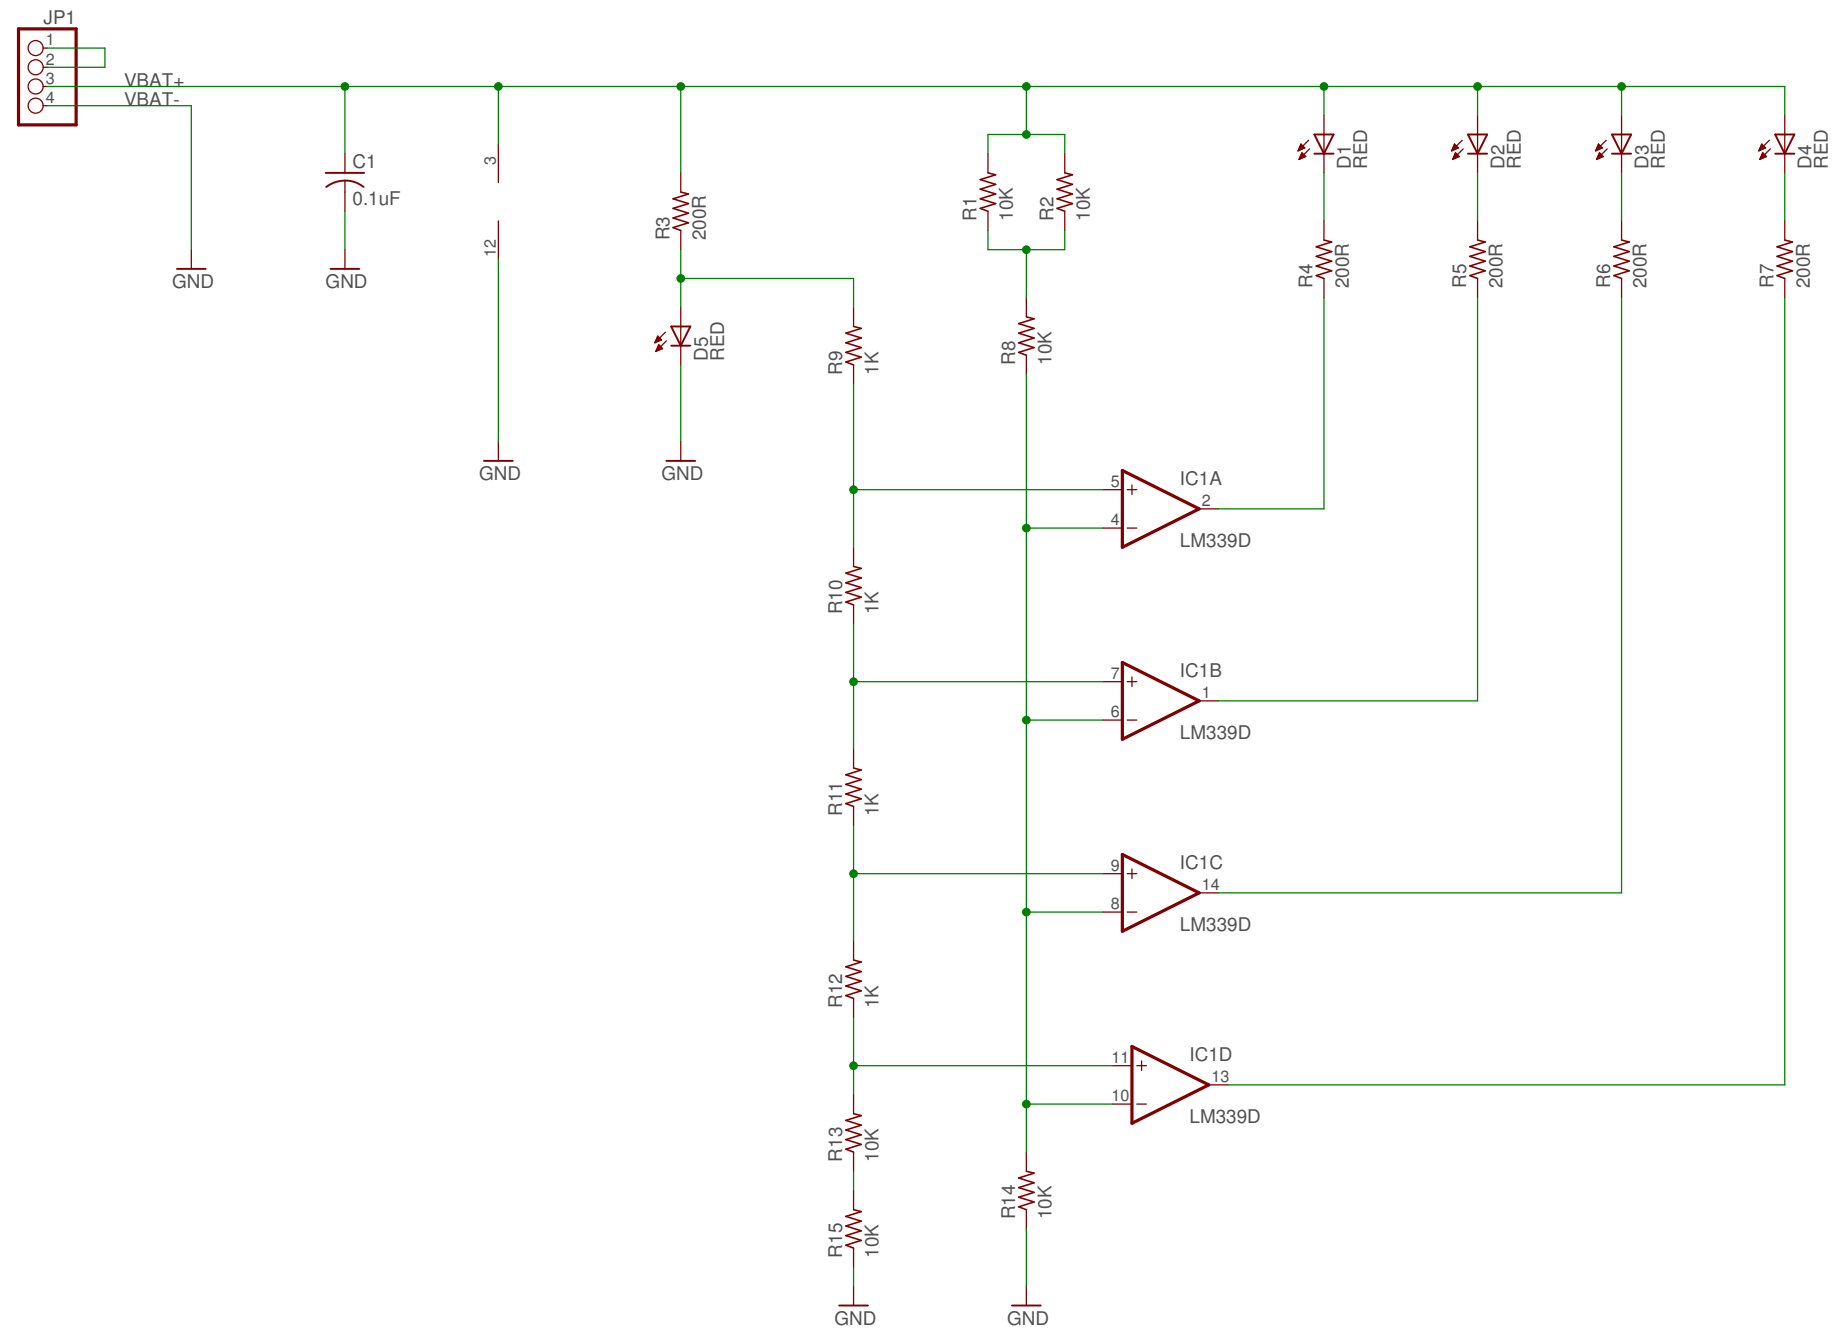 JP1
1
2
3
4
VBAT+
VBAT-
GND
C1
0.1uF
GND
3
12
GND
R3
200R
D5
RED
GND
R1
10K
R2
10K
R8
10K
D1
RED
D2
RED
D3
RED
D4
RED
R4
200R
R5
200R
R6
200R
R7
200R
R9
1K
5
+
4
−
2
IC1A
LM339D
R10
1K
7
+
6
−
1
IC1B
LM339D
R11
1K
9
+
8
−
14
IC1C
LM339D
R12
1K
11
+
10
−
13
IC1D
LM339D
R13
10K
R14
10K
R15
10K
GND
GND